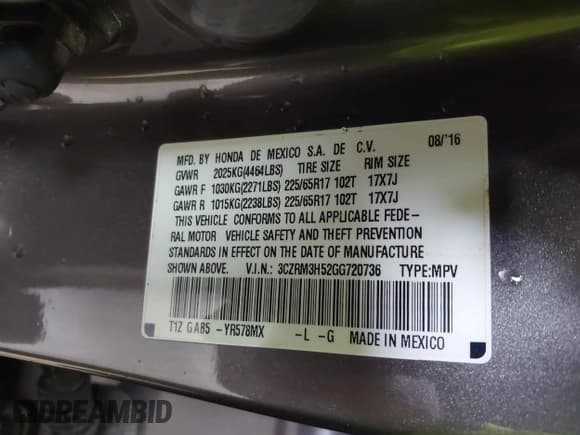 MFD. BY HONDA DE MEXICO S.A. DE C.V. 08/'16
GVWR 2025KG(4464LBS) TIRE SIZE RIM SIZE
GAWR F 1030KG(2271LBS) 225/65R17 102T 17X7J
GAWR R 1015KG(2238LBS) 225/65R17 102T 17X7J
THIS VEHICLE CONFORMS TO ALL APPLICABLE FEDE-
RAL MOTOR VEHICLE SAFETY AND THEFT PREVENTION
STANDARDS IN EFFECT ON THE DATE OF MANUFACTURE
SHOWN ABOVE. V.I.N.: 3CZRM3H52GG720736 TYPE:MPV
T1Z GA85 -YR578MX -L -G MADE IN MEXICO
DREAMBID